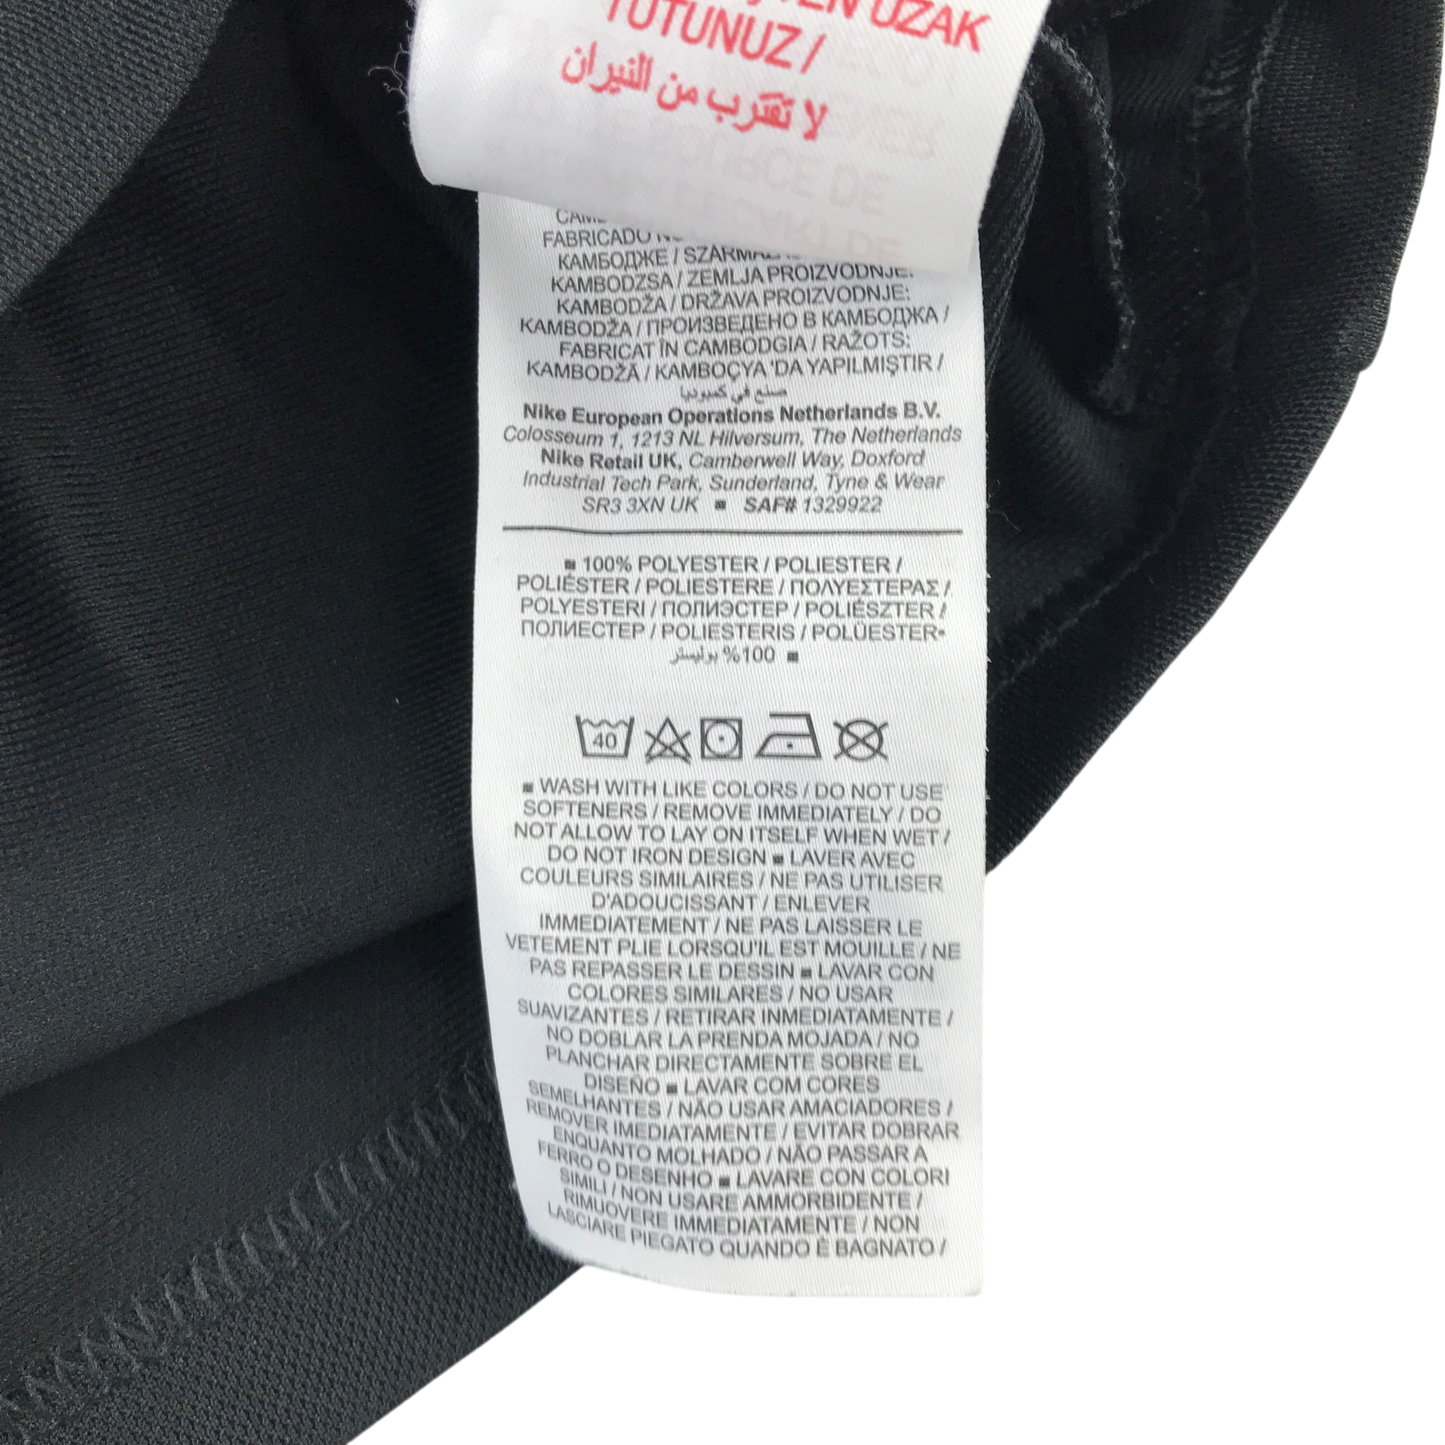 UZAK
TUTUNUZ /
لا تقترب من النيران
FABRICADO
КАМБОДЖЕ /
KAMBODZSA / ZEMLJA PROIZVODNJE:
KAMBODŽA / DRŽAVA PROIZVODNJE:
KAMBODŽA / ПРОИЗВЕДЕНО В КАМБОДЖА /
FABRICAT ÎN CAMBODGIA / RAŽOTS:
KAMBODŽĀ / KAMBOÇYA 'DA YAPILMIŞTIR /
صنع في كمبوديا
Nike European Operations Netherlands B.V.
Colosseum 1, 1213 NL Hilversum, The Netherlands
Nike Retail UK, Camberwell Way, Doxford
Industrial Tech Park, Sunderland, Tyne & Wear
SR3 3XN UK ■ SAF# 1329922
■ 100% POLYESTER / POLIESTER /
POLIÉSTER / POLIESTERE / ΠΟΛΥΕΣΤΕΡΑΣ /
POLYESTERI / ПОЛИЭСТЕР / POLIÉSZTER /
ПОЛИЕСТЕР / POLIESTERIS / POLÜESTER
100% بوليستر ■
40
■ WASH WITH LIKE COLORS / DO NOT USE
SOFTENERS / REMOVE IMMEDIATELY / DO
NOT ALLOW TO LAY ON ITSELF WHEN WET /
DO NOT IRON DESIGN ■ LAVER AVEC
COULEURS SIMILAIRES / NE PAS UTILISER
D'ADOUCISSANT / ENLEVER
IMMEDIATEMENT / NE PAS LAISSER LE
VETEMENT PLIE LORSQU'IL EST MOUILLE / NE
PAS REPASSER LE DESSIN ■ LAVAR CON
COLORES SIMILARES / NO USAR
SUAVIZANTES / RETIRAR INMEDIATAMENTE /
NO DOBLAR LA PRENDA MOJADA / NO
PLANCHAR DIRECTAMENTE SOBRE EL
DISEÑO ■ LAVAR COM CORES
SEMELHANTES / NÃO USAR AMACIADORES /
REMOVER IMEDIATAMENTE / EVITAR DOBRAR
ENQUANTO MOLHADO / NÃO PASSAR A
FERRO O DESENHO ■ LAVARE CON COLORI
SIMILI / NON USARE AMMORBIDENTE /
RIMUOVERE IMMEDIATAMENTE / NON
LASCIARE PIEGATO QUANDO È BAGNATO /